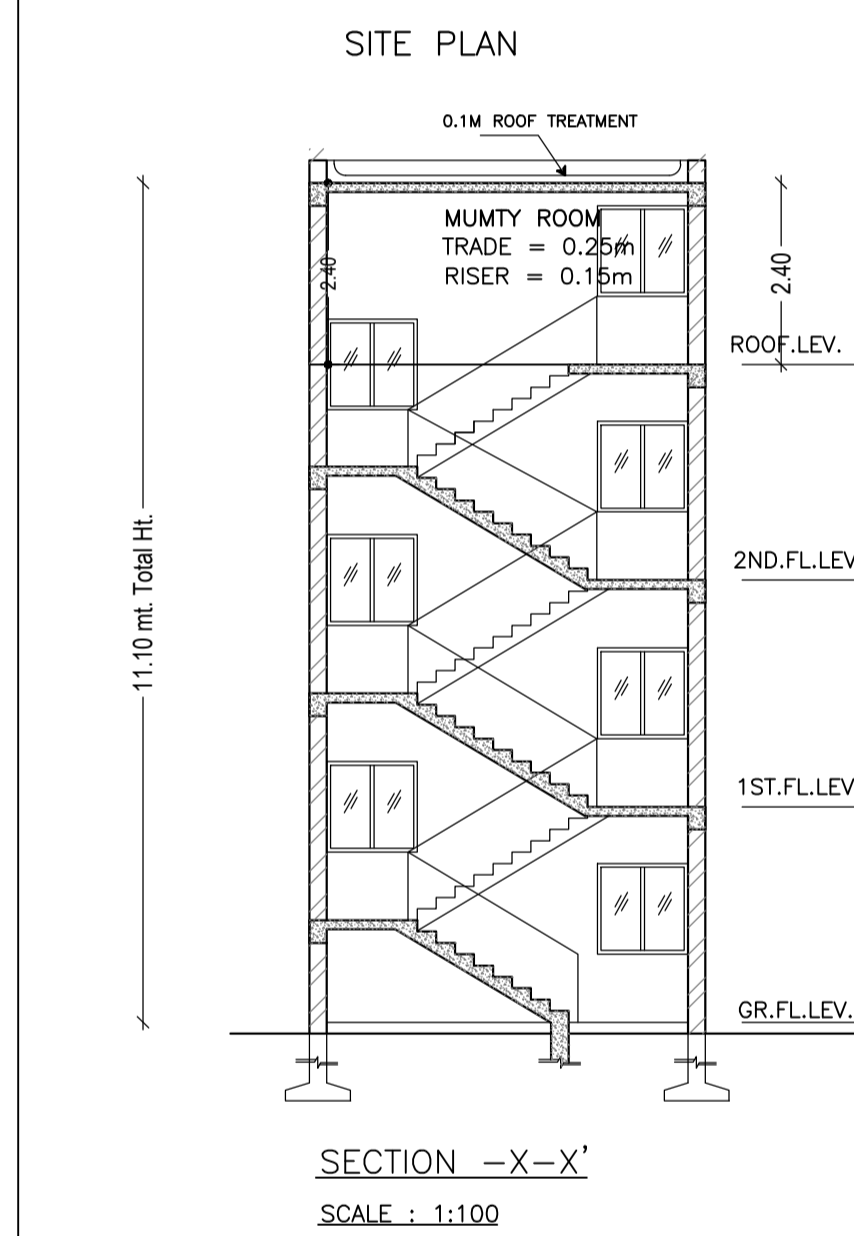 SITE PLAN
0.1M ROOF TREATMENT
MUMTY ROOM
TRADE = 0.25m
RISER = 0.15m
2.40
2.40
ROOF.LEV.
2ND.FL.LEV
11.10 mt. Total Ht.
1ST.FL.LEV
GR.FL.LEV.
SECTION -X-X'
SCALE : 1:100